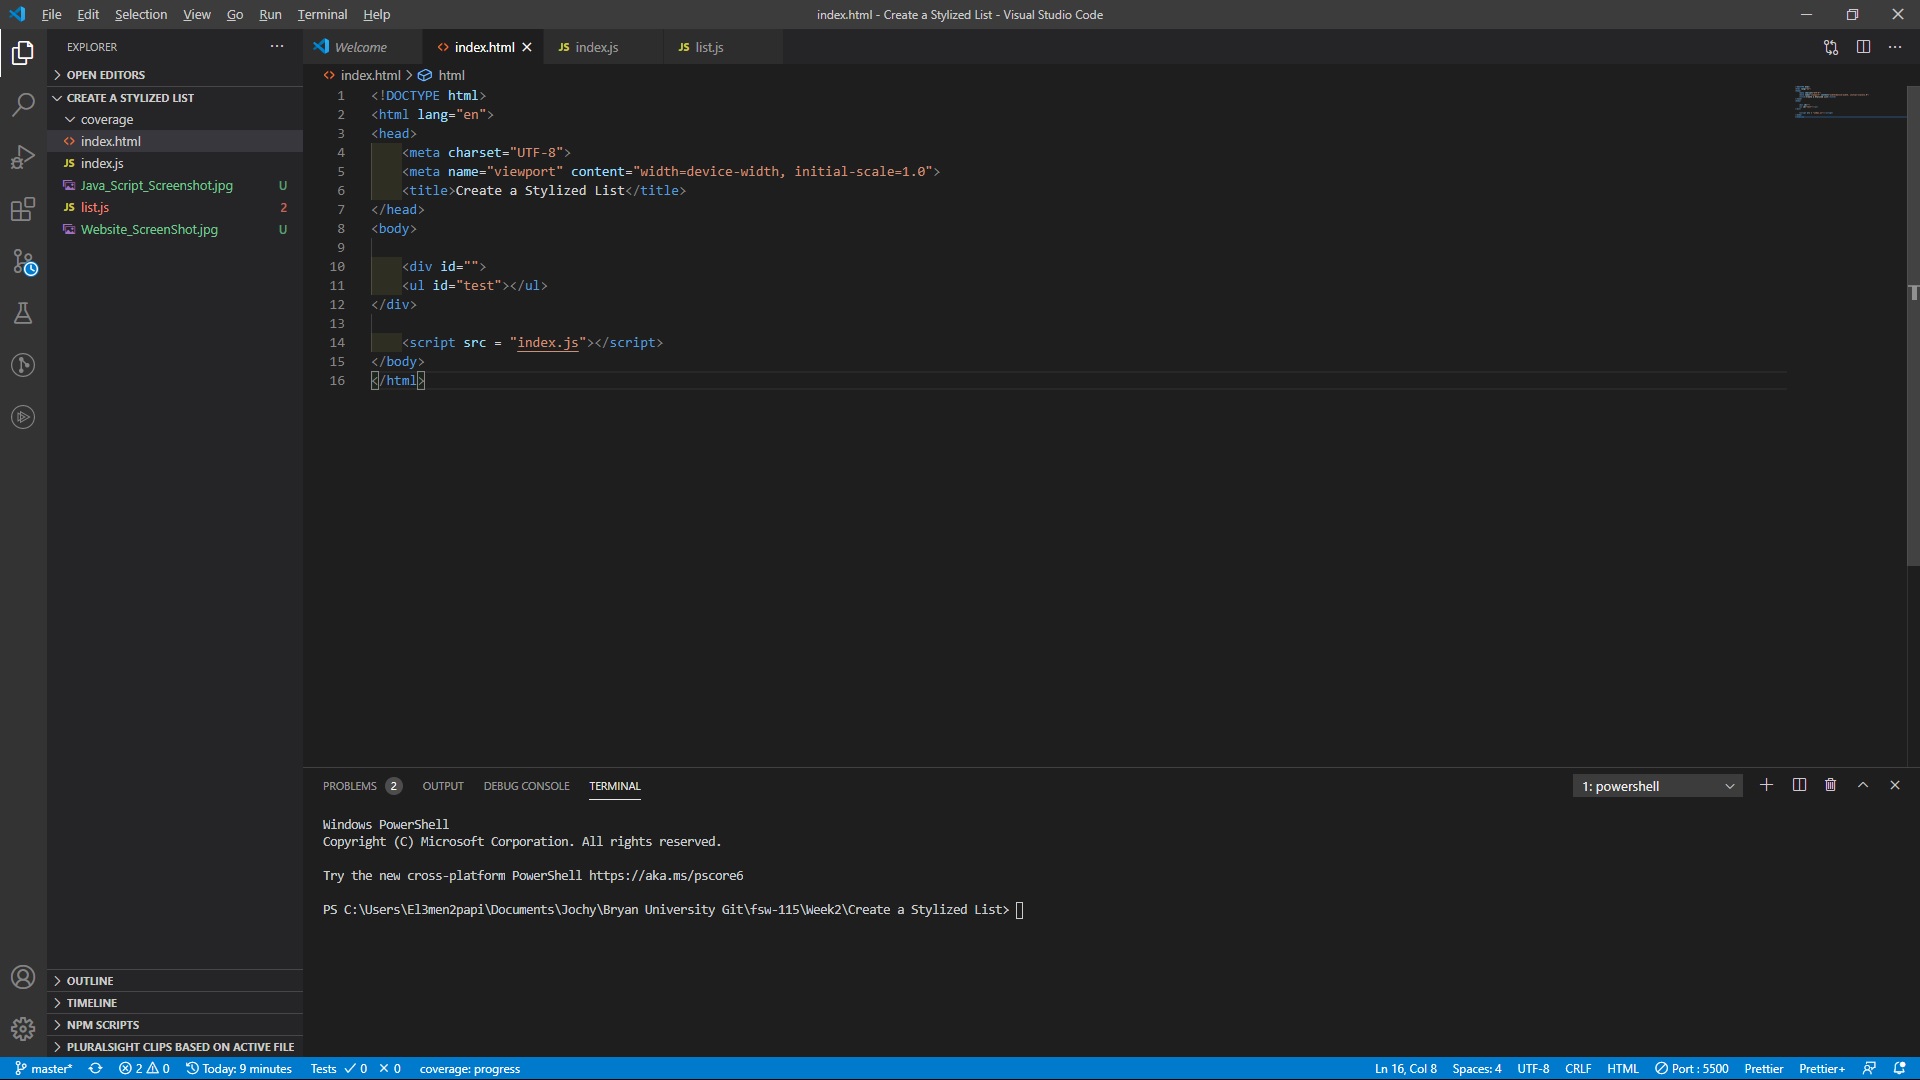 File Edit Selection View Go Run Terminal Help
index.html - Create a Stylized List - Visual Studio Code
EXPLORER
OPEN EDITORS
CREATE A STYLIZED LIST
coverage
index.html
JS index.js
Java_Script_Screenshot.jpg U
JS list.js 2
Website_ScreenShot.jpg U
OUTLINE
TIMELINE
NPM SCRIPTS
PLURALSIGHT CLIPS BASED ON ACTIVE FILE
Welcome
index.html
JS index.js
JS list.js
index.html > html
1 <!DOCTYPE html>
2 <html lang="en">
3 <head>
4 <meta charset="UTF-8">
5 <meta name="viewport" content="width=device-width, initial-scale=1.0">
6 <title>Create a Stylized List</title>
7 </head>
8 <body>
9
10 <div id="">
11 <ul id="test"></ul>
12 </div>
13
14 <script src = "index.js"></script>
15 </body>
16 </html>
PROBLEMS 2 OUTPUT DEBUG CONSOLE TERMINAL
1: powershell
Windows PowerShell
Copyright (C) Microsoft Corporation. All rights reserved.
Try the new cross-platform PowerShell https://aka.ms/pscore6
PS C:\Users\El3men2papi\Documents\Jochy\Bryan University Git\fsw-115\Week2\Create a Stylized List>
master* 2 0 Today: 9 minutes Tests ✓ 0 × 0 coverage: progress
Ln 16, Col 8 Spaces: 4 UTF-8 CRLF HTML Port : 5500 Prettier Prettier+